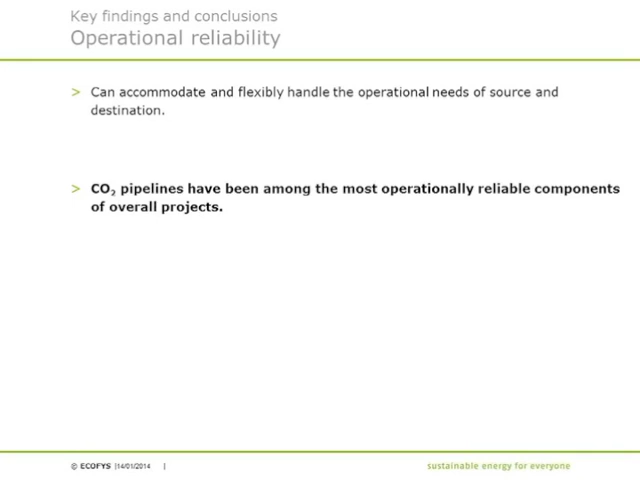 Key findings and conclusions
Operational reliability
> Can accommodate and flexibly handle the operational needs of source and
destination.
> CO₂ pipelines have been among the most operationally reliable components
of overall projects.
© ECOFYS |14/01/2014 |
sustainable energy for everyone